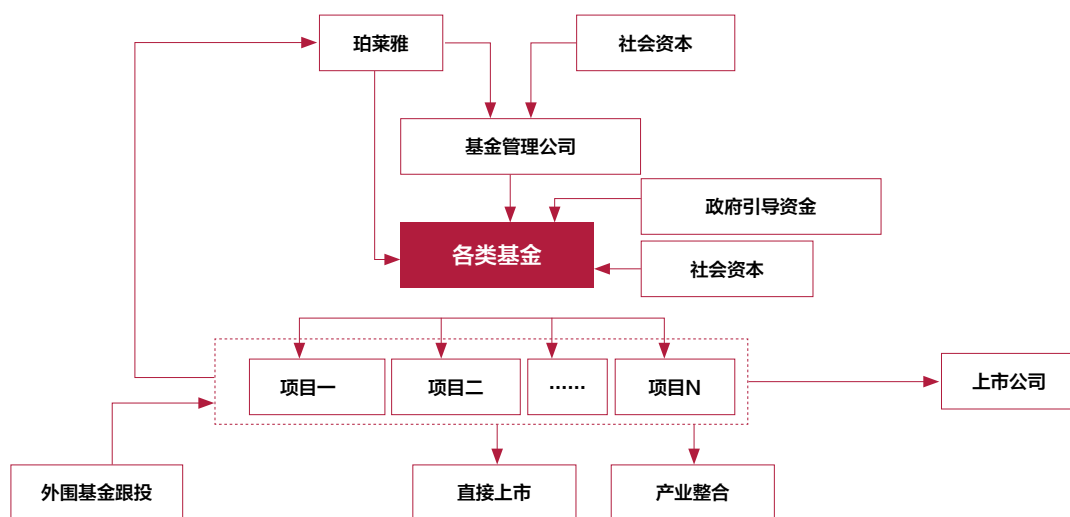 珀莱雅
社会资本
基金管理公司
政府引导资金
各类基金
社会资本
项目一
项目二
……
项目N
上市公司
外围基金跟投
直接上市
产业整合